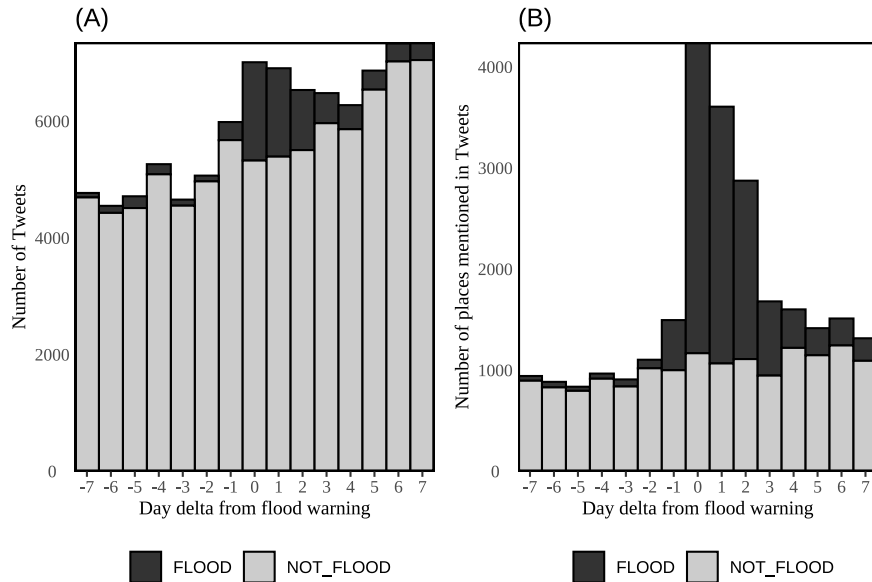 (A)
Number of Tweets
6000
4000
2000
0
-7 -6 -5 -4 -3 -2 -1 0 1 2 3 4 5 6 7
Day delta from flood warning
FLOOD NOT_FLOOD
(B)
Number of places mentioned in Tweets
4000
3000
2000
1000
0
-7 -6 -5 -4 -3 -2 -1 0 1 2 3 4 5 6 7
Day delta from flood warning
FLOOD NOT_FLOOD